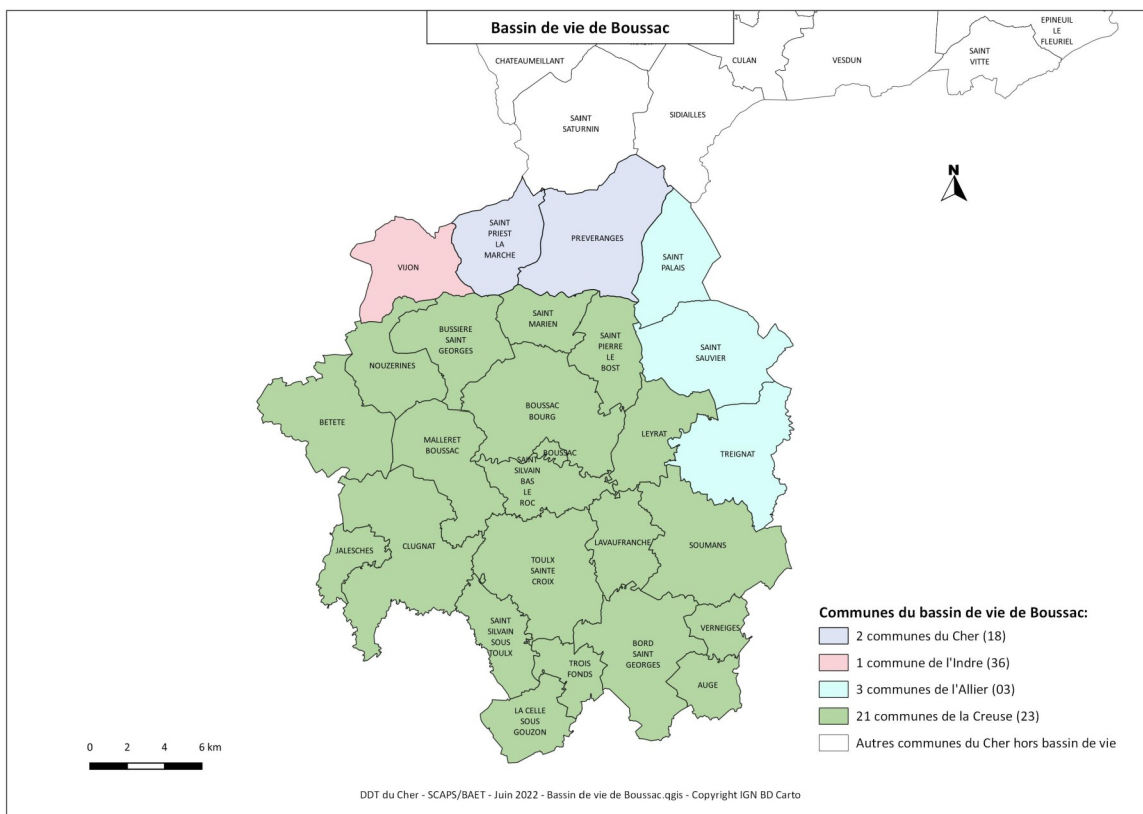 Bassin de vie de Boussac
EPINEUIL
LE
FLEURIEL
CHATEAUMEILLANT
CULAN
VESDUN
SAINT
VITTE
SAINT
SATURNIN
SIDIAILLES
N
SAINT
PRIEST
LA
MARCHE
PREVERANGES
VIJON
SAINT
PALAIS
BUSSIERE
SAINT
GEORGES
SAINT
MARIEN
SAINT
PIERRE
LE
BOST
SAINT
SAUVIER
NOUZERINES
BETETE
BOUSSAC
BOURG
LEYRAT
MALLERET
BOUSSAC
BOUSSAC
TREIGNAT
SAINT
SILVAIN
BAS
LE
ROC
JALESCHES
CLUGNAT
LAVAUFRANCHE
SOUMANS
TOULX
SAINTE
CROIX
SAINT
SILVAIN
SOUS
TOULX
TROIS
FONDS
BORD
SAINT
GEORGES
VERNEIGES
AUGE
LA CELLE
SOUS
GOUZON
Communes du bassin de vie de Boussac:
2 communes du Cher (18)
1 commune de l'Indre (36)
3 communes de l'Allier (03)
21 communes de la Creuse (23)
Autres communes du Cher hors bassin de vie
0 2 4 6 km
DDT du Cher - SCAPS/BAET - Juin 2022 - Bassin de vie de Boussac.qgis - Copyright IGN BD Carto